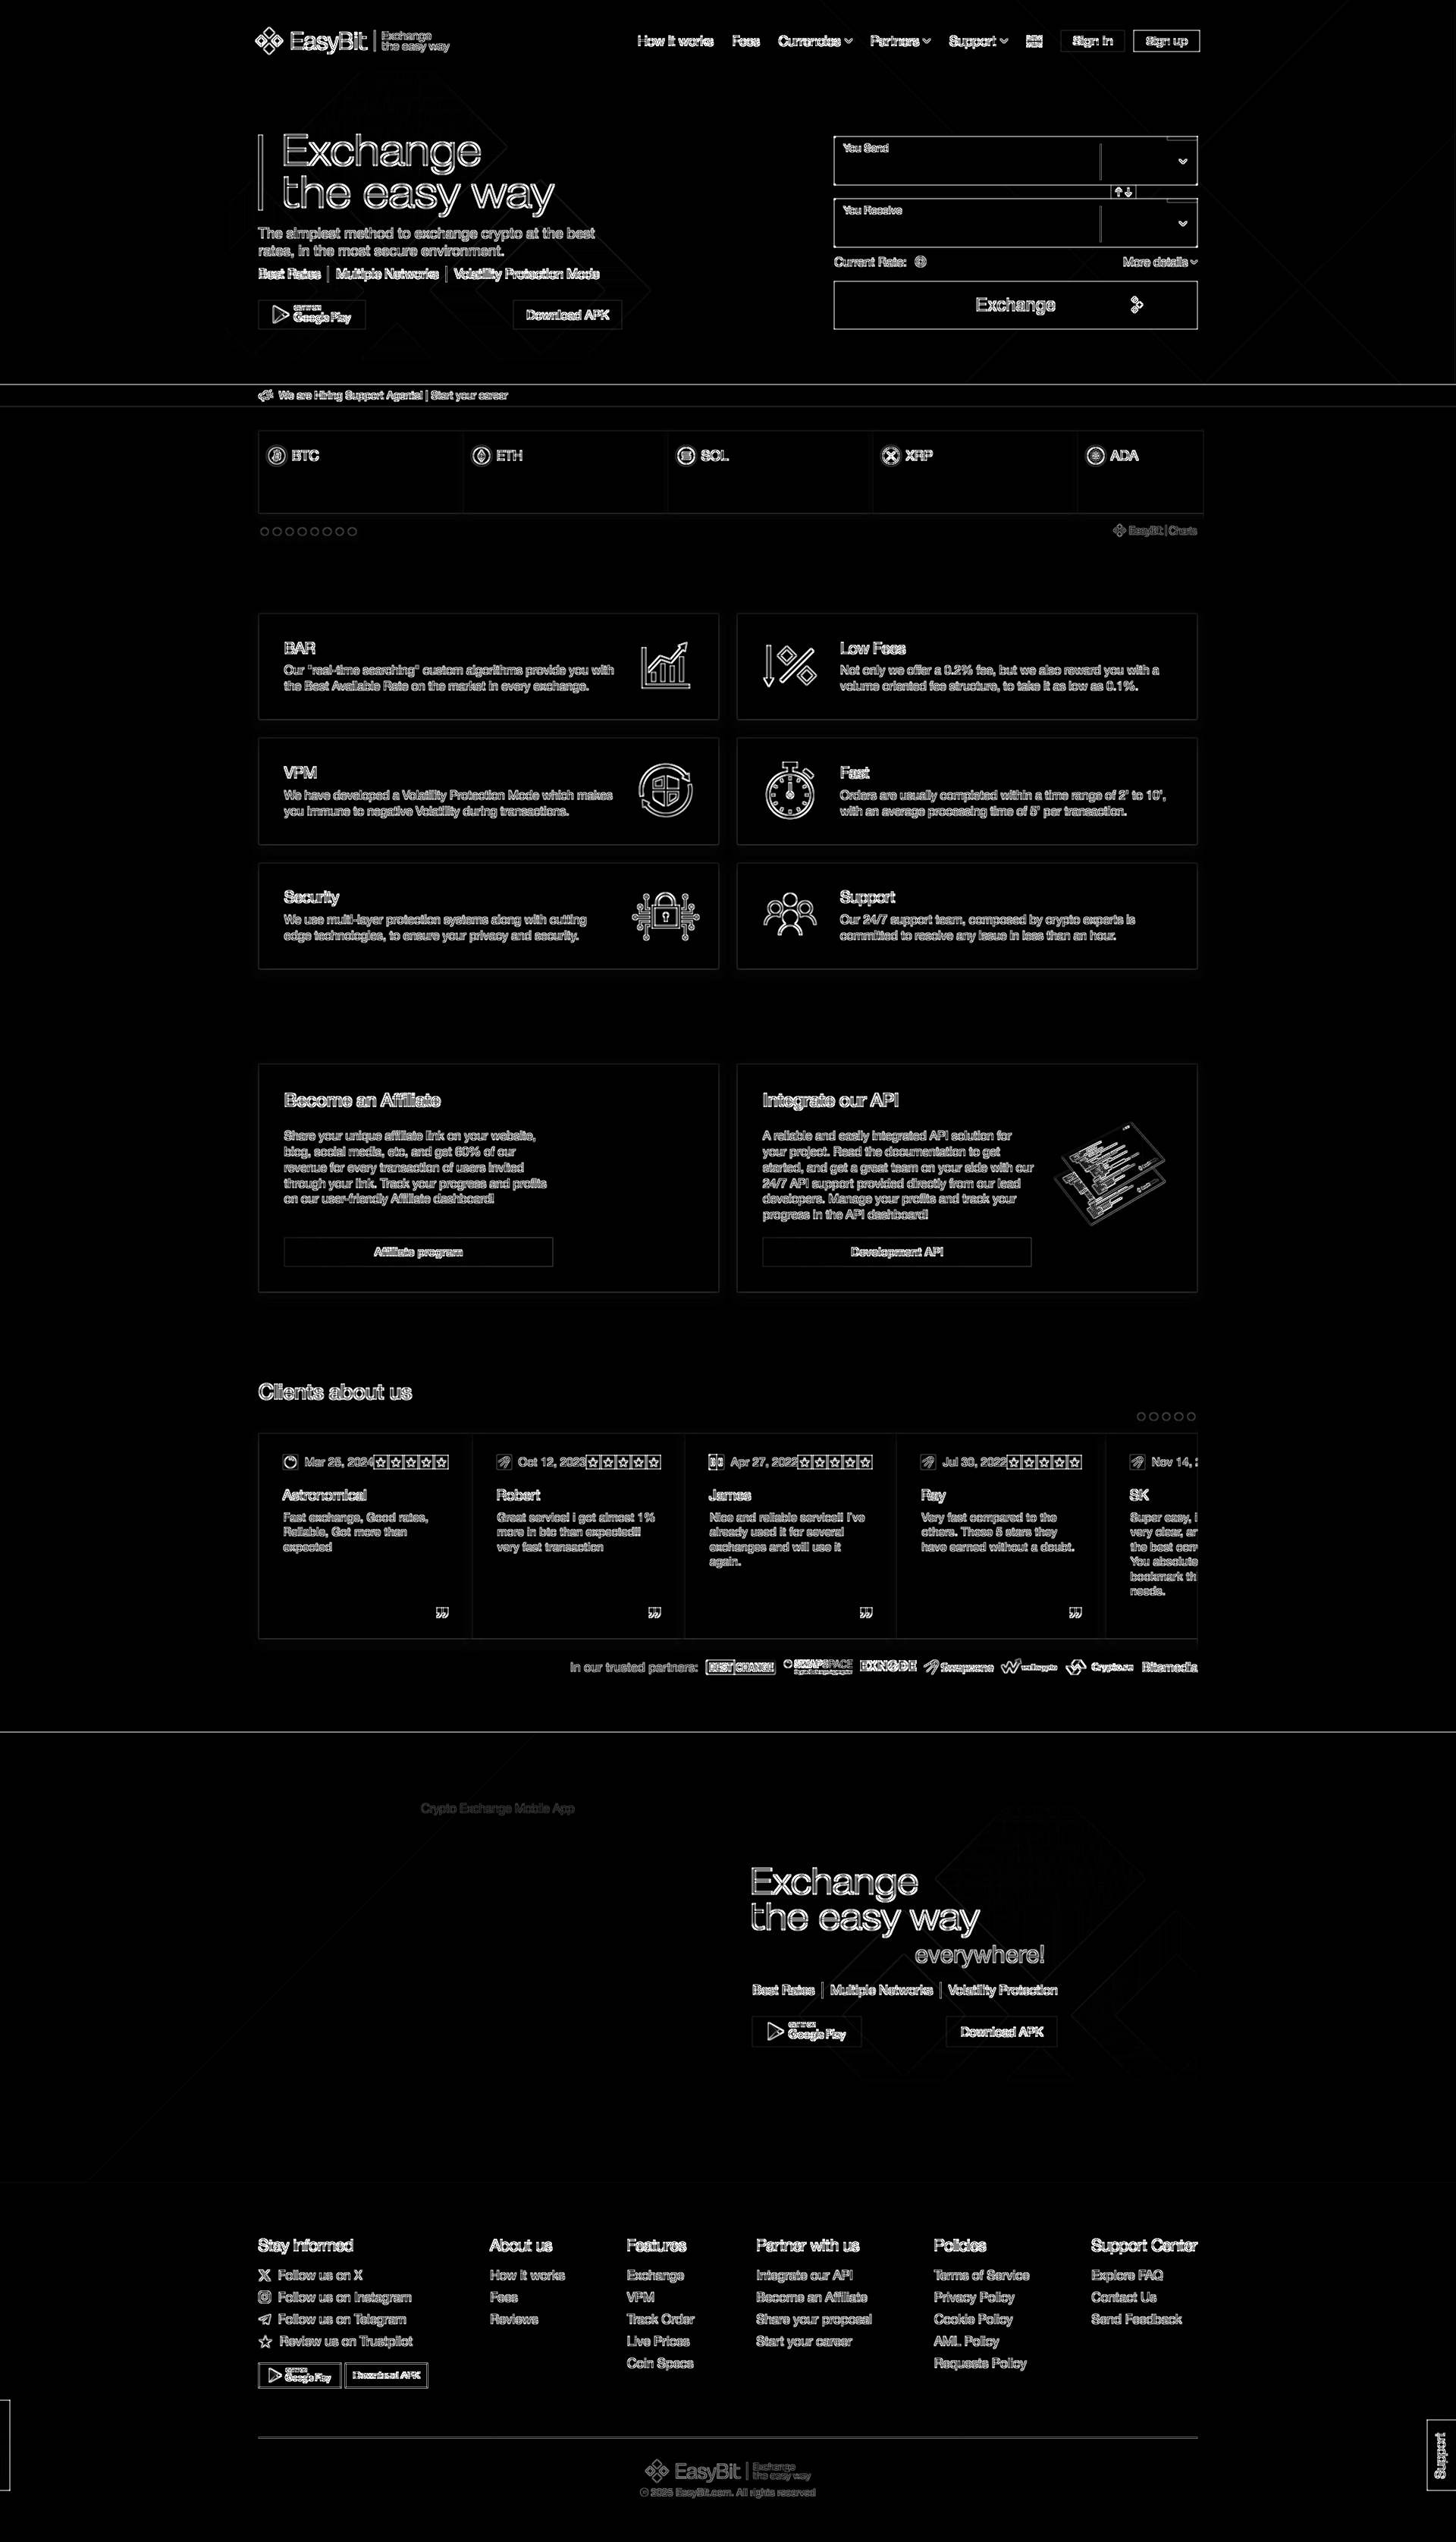 EasyBit | Exchange the easy way
How it works Fees Currencies Partners Support Sign in Sign up
Exchange
the easy way
The simplest method to exchange crypto at the best
rates, in the most secure environment.
Best Rates | Multiple Networks | Volatility Protection Mode
Google Play
Download APK
You Send
You Receive
Current Rate:
More details
Exchange
We are Hiring Support Agents! | Start your career
BTC ETH SOL XRP ADA
EasyBit | Charts
BAR
Our "real-time searching" custom algorithms provide you with
the Best Available Rate on the market in every exchange.
Low Fees
Not only we offer a 0.2% fee, but we also reward you with a
volume oriented fee structure, to take it as low as 0.1%.
VPM
We have developed a Volatility Protection Mode which makes
you immune to negative Volatility during transactions.
Fast
Orders are usually completed within a time range of 2' to 10',
with an average processing time of 5' per transaction.
Security
We use multi-layer protection systems along with cutting
edge technologies, to ensure your privacy and security.
Support
Our 24/7 support team, composed by crypto experts is
committed to resolve any issue in less than an hour.
Become an Affiliate
Share your unique affiliate link on your website,
blog, social media, etc, and get 60% of our
revenue for every transaction of users invited
through your link. Track your progress and profits
on our user-friendly Affiliate dashboard!
Affiliate program
Integrate our API
A reliable and easily integrated API solution for
your project. Read the documentation to get
started, and get a great team on your side with our
24/7 API support provided directly from our lead
developers. Manage your profits and track your
progress in the API dashboard!
Development API
Clients about us
Mar 25, 2024
Astronomical
Fast exchange, Good rates,
Reliable, Got more than
expected
Oct 12, 2023
Robert
Great service! i got almost 1%
more in btc than expected!!!
very fast transaction
Apr 27, 2022
James
Nice and reliable service!! I've
already used it for several
exchanges and will use it
again.
Jul 30, 2022
Ray
Very fast compared to the
others. These 5 stars they
have earned without a doubt.
Nov 14,
SK
Super easy,
very clear,
the best
You
bookmark
needs.
In our trusted partners: BEST CHANGE SWAPSPACE EXNODE Swapzone Bitsmedia
Crypto Exchange Mobile App
Exchange
the easy way
everywhere!
Best Rates | Multiple Networks | Volatility Protection
Google Play
Download APK
Stay informed
Follow us on X
Follow us on Instagram
Follow us on Telegram
Review us on Trustpilot
Google Play
Download APK
About us
How it works
Fees
Reviews
Features
Exchange
VPM
Track Order
Live Prices
Coin Specs
Partner with us
Integrate our API
Become an Affiliate
Share your proposal
Start your career
Policies
Terms of Service
Privacy Policy
Cookie Policy
AML Policy
Requests Policy
Support Center
Explore FAQ
Contact Us
Send Feedback
Support
EasyBit | Exchange the easy way
EasyBit.com. All rights reserved